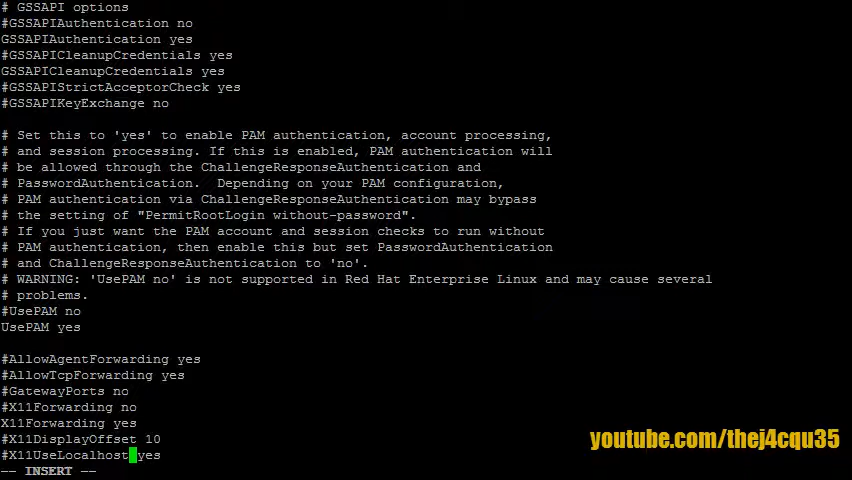 # GSSAPI options
#GSSAPIAuthentication no
GSSAPIAuthentication yes
#GSSAPICleanupCredentials yes
GSSAPICleanupCredentials yes
#GSSAPIStrictAcceptorCheck yes
#GSSAPIKeyExchange no
# Set this to 'yes' to enable PAM authentication, account processing,
# and session processing. If this is enabled, PAM authentication will
# be allowed through the ChallengeResponseAuthentication and
# PasswordAuthentication.  Depending on your PAM configuration,
# PAM authentication via ChallengeResponseAuthentication may bypass
# the setting of "PermitRootLogin without-password".
# If you just want the PAM account and session checks to run without
# PAM authentication, then enable this but set PasswordAuthentication
# and ChallengeResponseAuthentication to 'no'.
# WARNING: 'UsePAM no' is not supported in Red Hat Enterprise Linux and may cause several
# problems.
#UsePAM no
UsePAM yes
#AllowAgentForwarding yes
#AllowTcpForwarding yes
#GatewayPorts no
#X11Forwarding no
X11Forwarding yes
#X11DisplayOffset 10
#X11UseLocalhost yes
-- INSERT --
youtube.com/thej4cqu35